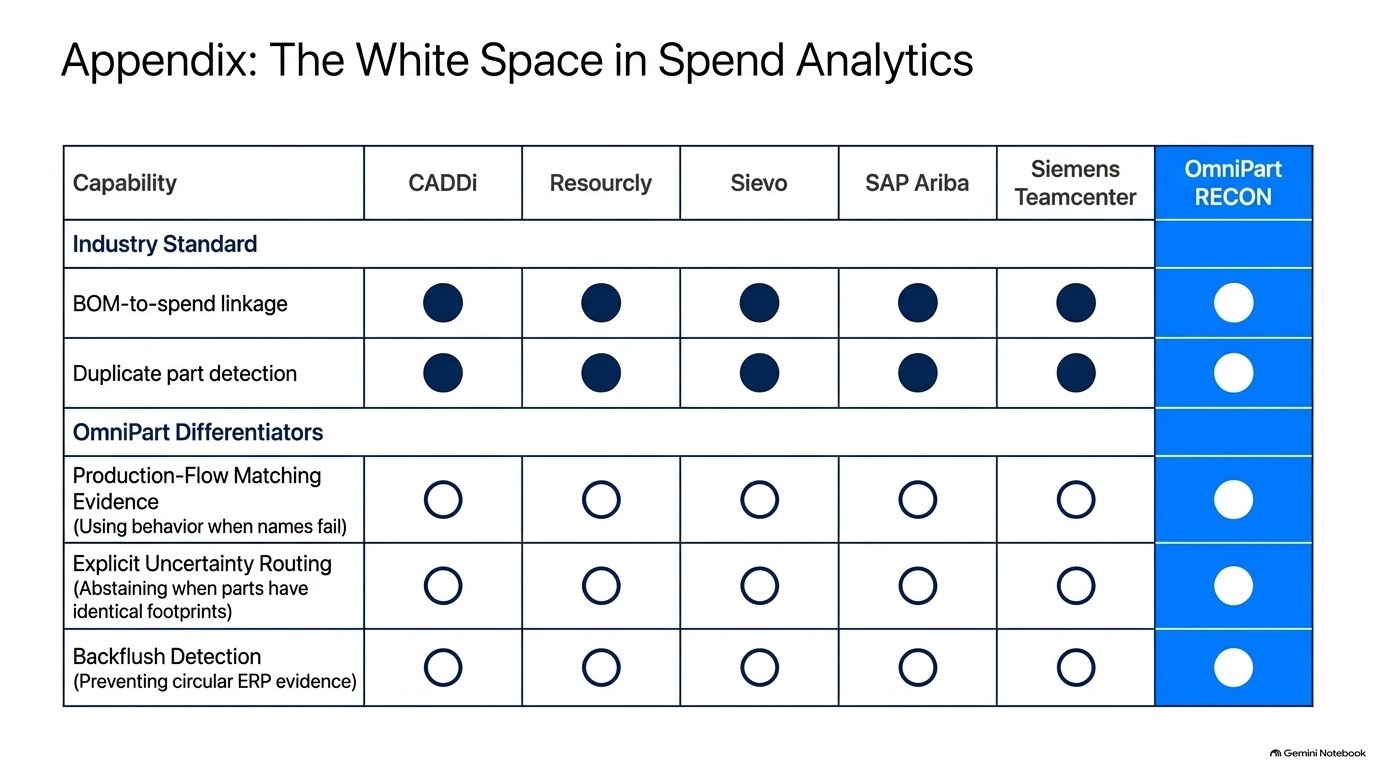 Appendix: The White Space in Spend Analytics
Capability
CADDi
Resourcly
Sievo
SAP Ariba
Siemens
Teamcenter
OmniPart
RECON
Industry Standard
BOM-to-spend linkage
Duplicate part detection
OmniPart Differentiators
Production-Flow Matching
Evidence
(Using behavior when names fail)
Explicit Uncertainty Routing
(Abstaining when parts have
identical footprints)
Backflush Detection
(Preventing circular ERP evidence)
Gemini Notebook